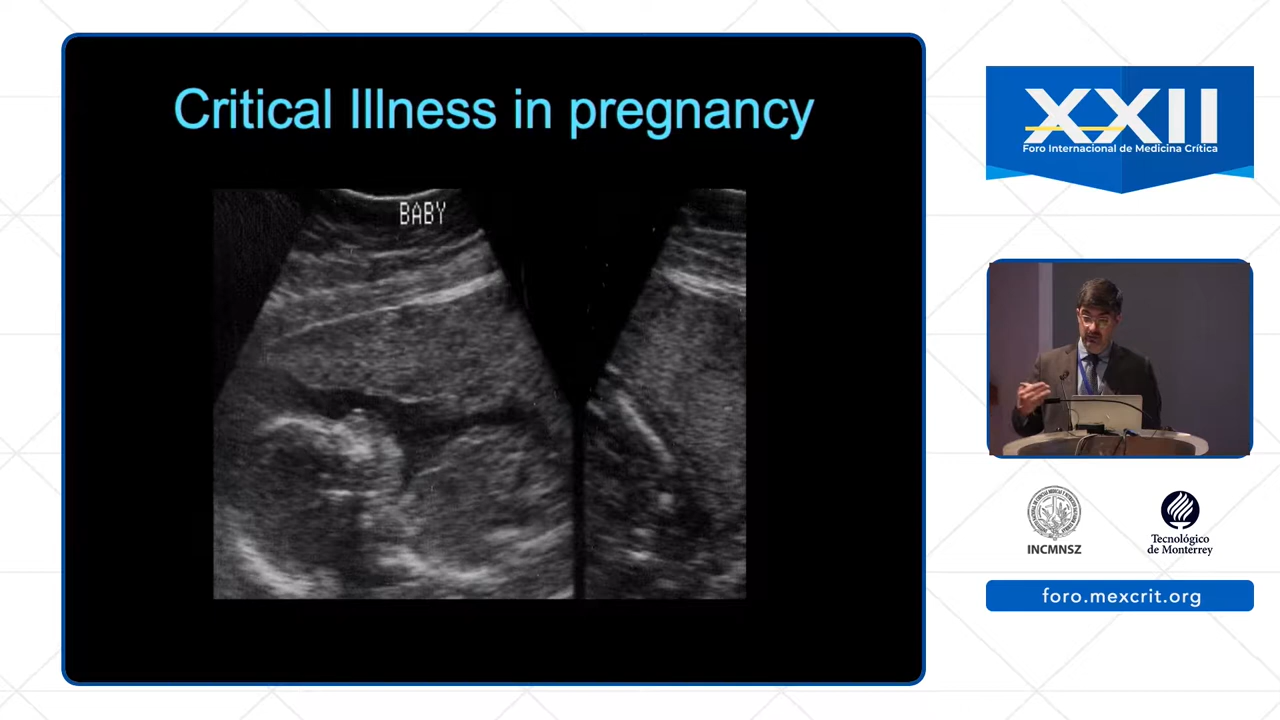 Critical Illness in pregnancy
BABY
XXII
Foro Internacional de Medicina Crítica
INCMNSZ
Tecnológico
de Monterrey
foro.mexcrit.org